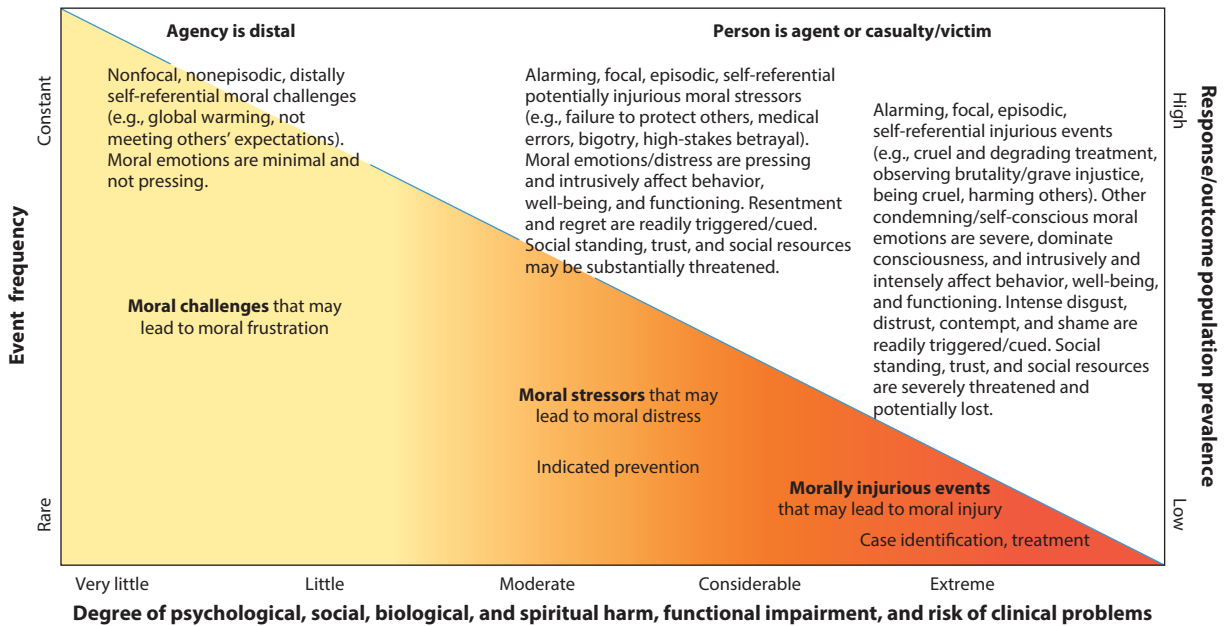 Agency is distal
Person is agent or casualty/victim
Nonfocal, nonepisodic, distally
self-referential moral challenges
(e.g., global warming, not
meeting others’ expectations).
Moral emotions are minimal and
not pressing.
Alarming, focal, episodic, self-referential
potentially injurious moral stressors
(e.g., failure to protect others, medical
errors, bigotry, high-stakes betrayal).
Moral emotions/distress are pressing
and intrusively affect behavior,
well-being, and functioning. Resentment
and regret are readily triggered/cued.
Social standing, trust, and social resources
may be substantially threatened.
Alarming, focal, episodic,
self-referential injurious events
(e.g., cruel and degrading treatment,
observing brutality/grave injustice,
being cruel, harming others). Other
condemning/self-conscious moral
emotions are severe, dominate
consciousness, and intrusively and
intensely affect behavior, well-being,
and functioning. Intense disgust,
distrust, contempt, and shame are
readily triggered/cued. Social
standing, trust, and social resources
are severely threatened and
potentially lost.
Constant
Event frequency
Rare
High
Response/outcome population prevalence
Low
Moral challenges that may
lead to moral frustration
Moral stressors that may
lead to moral distress
Indicated prevention
Morally injurious events
that may lead to moral injury
Case identification, treatment
Very little
Little
Moderate
Considerable
Extreme
Degree of psychological, social, biological, and spiritual harm, functional impairment, and risk of clinical problems